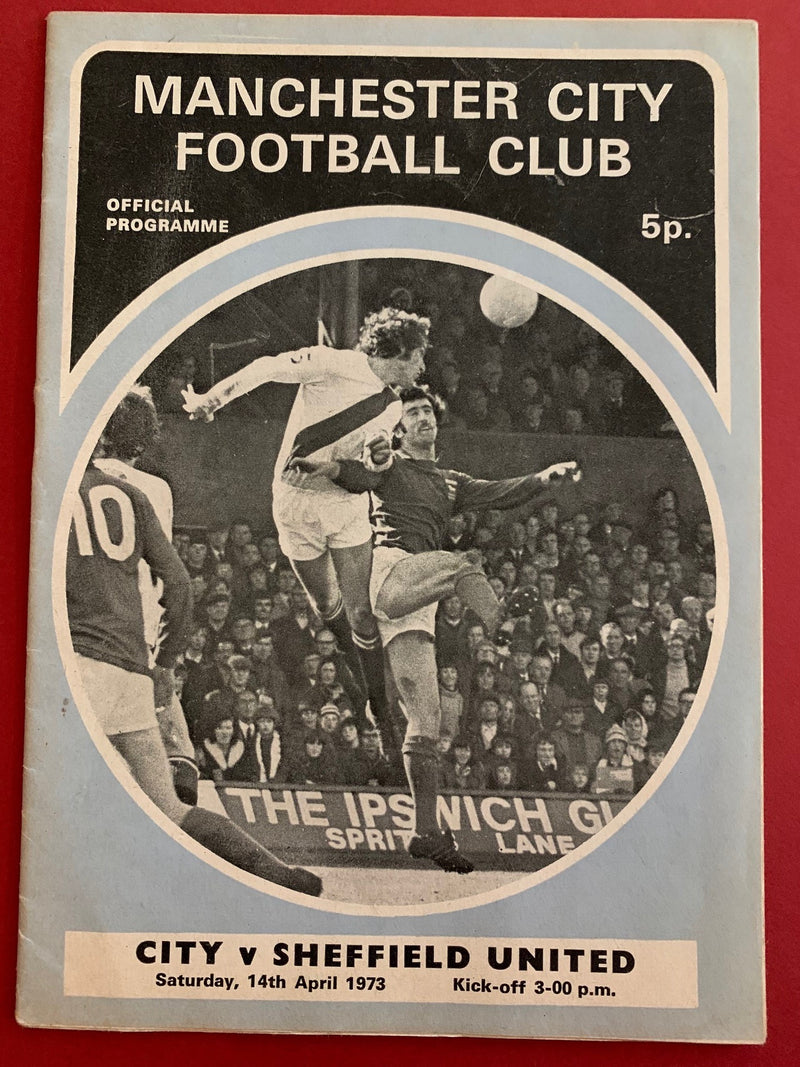 MANCHESTER CITY
FOOTBALL CLUB
OFFICIAL
PROGRAMME
5p.
10
THE IPSWICH
SPRIT LANE
CITY v SHEFFIELD UNITED
Saturday, 14th April 1973 Kick-off 3-00 p.m.